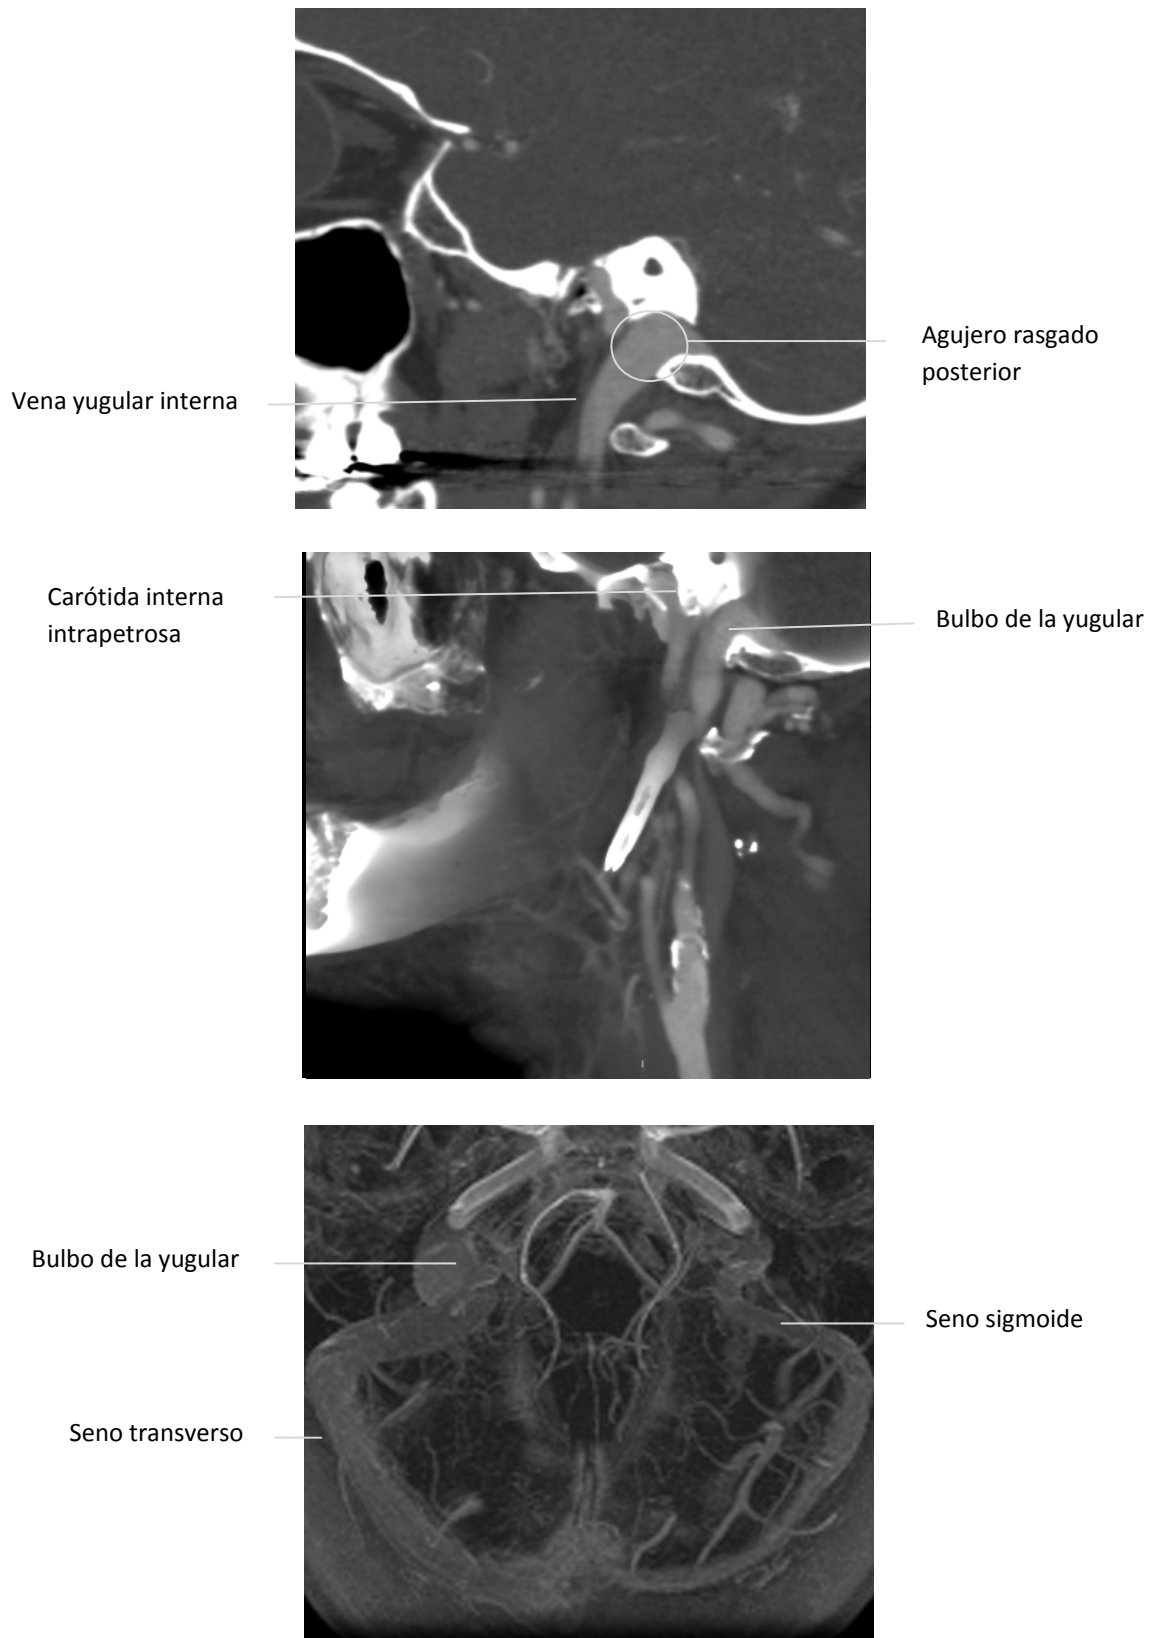 Agujero rasgado
posterior
Vena yugular interna
Carótida interna
intrapetrosa
Bulbo de la yugular
Bulbo de la yugular
Seno sigmoide
Seno transverso